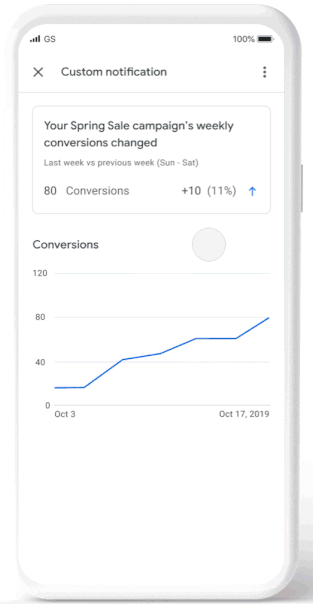 GS 100%
Custom notification
Your Spring Sale campaign's weekly
conversions changed
Last week vs previous week (Sun - Sat)
80 Conversions +10 (11%)
Conversions
120
80
40
0
Oct 3 Oct 17, 2019